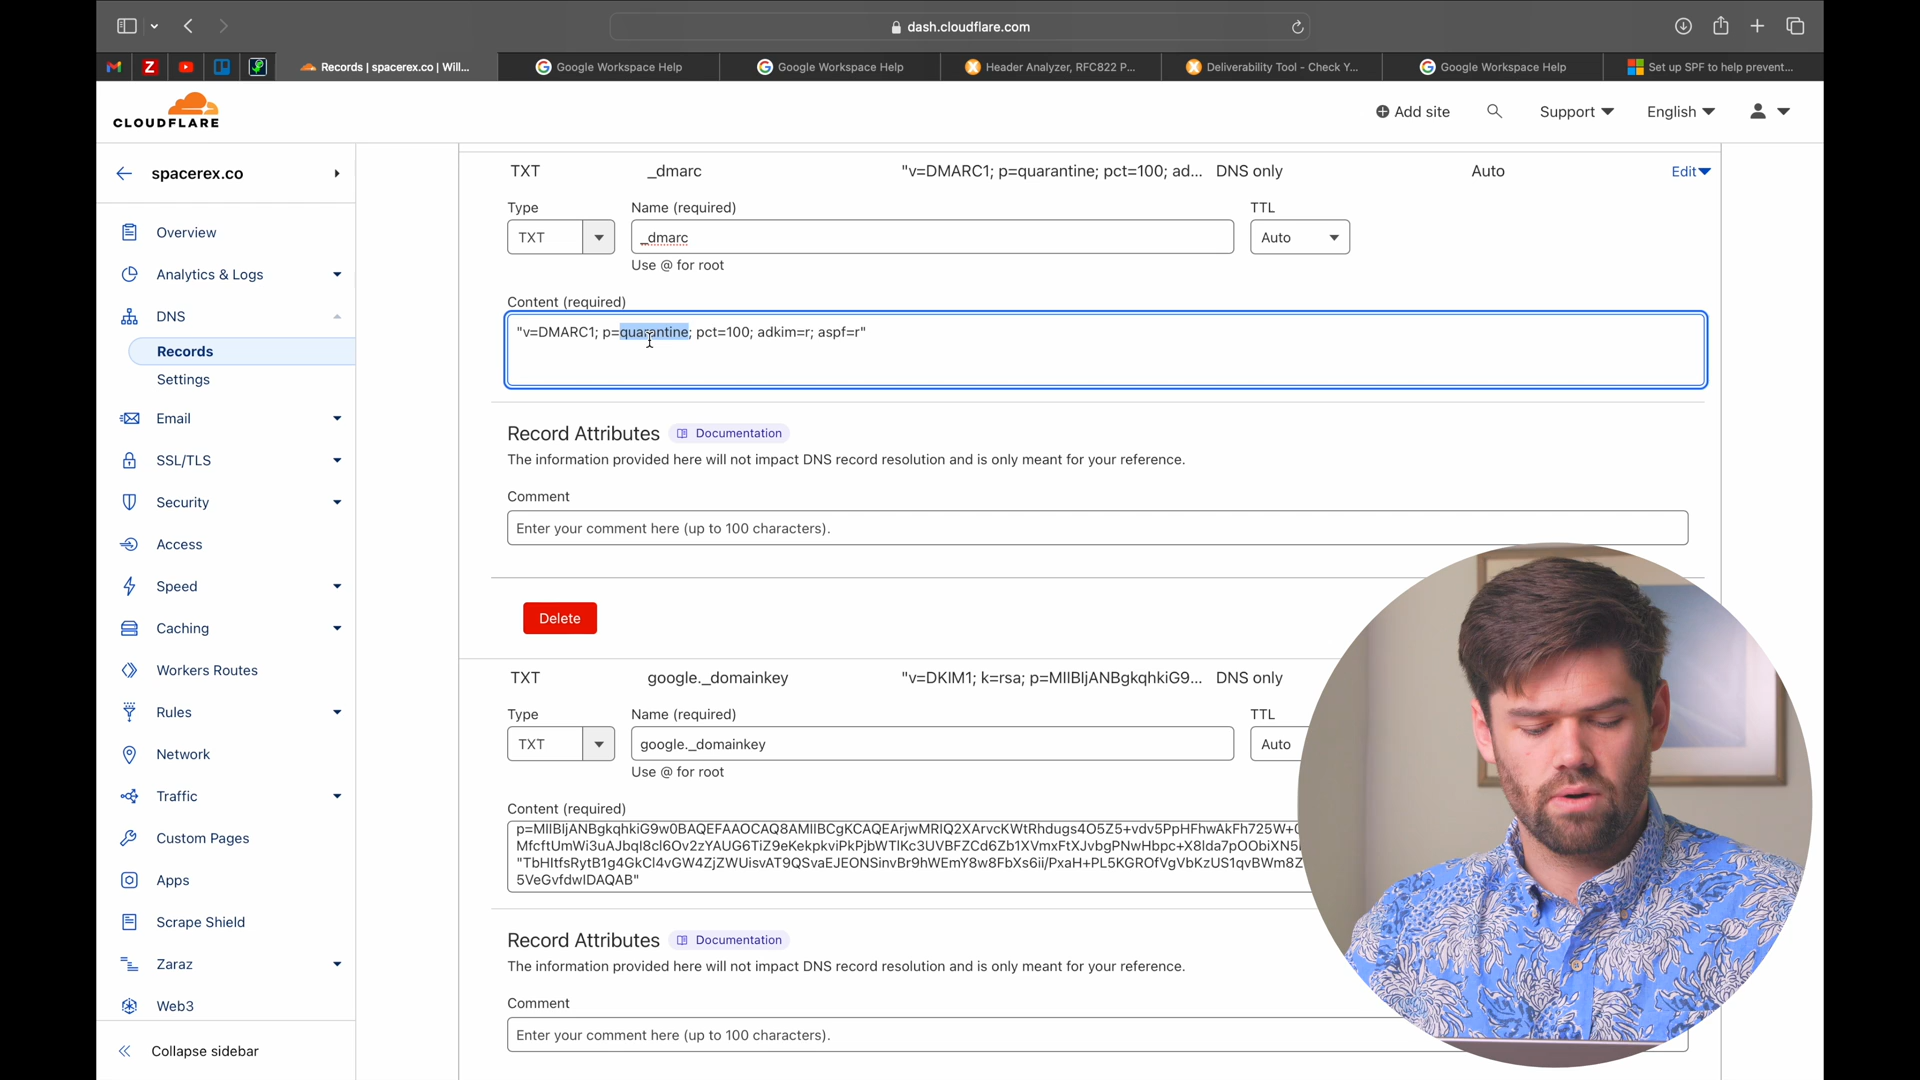 dash.cloudflare.com
Records | spacerex.co | Will...
Google Workspace Help
Google Workspace Help
Header Analyzer, RFC822 P...
Deliverability Tool - Check Y...
Google Workspace Help
Set up SPF to help prevent...
CLOUDFLARE
Add site
Support
English
spacerex.co
Overview
Analytics & Logs
DNS
Records
Settings
Email
SSL/TLS
Security
Access
Speed
Caching
Workers Routes
Rules
Network
Traffic
Custom Pages
Apps
Scrape Shield
Zaraz
Web3
Collapse sidebar
TXT _dmarc "v=DMARC1; p=quarantine; pct=100; ad... DNS only Auto Edit
Type Name (required) TTL
TXT _dmarc Auto
Use @ for root
Content (required)
"v=DMARC1; p=quarantine; pct=100; adkim=r; aspf=r"
Record Attributes Documentation
The information provided here will not impact DNS record resolution and is only meant for your reference.
Comment
Enter your comment here (up to 100 characters).
Delete
TXT google._domainkey "v=DKIM1; k=rsa; p=MIIBIjANBgkqhkiG9... DNS only
Type Name (required) TTL
TXT google._domainkey Auto
Use @ for root
Content (required)
Record Attributes Documentation
The information provided here will not impact DNS record resolution and is only meant for your reference.
Comment
Enter your comment here (up to 100 characters).